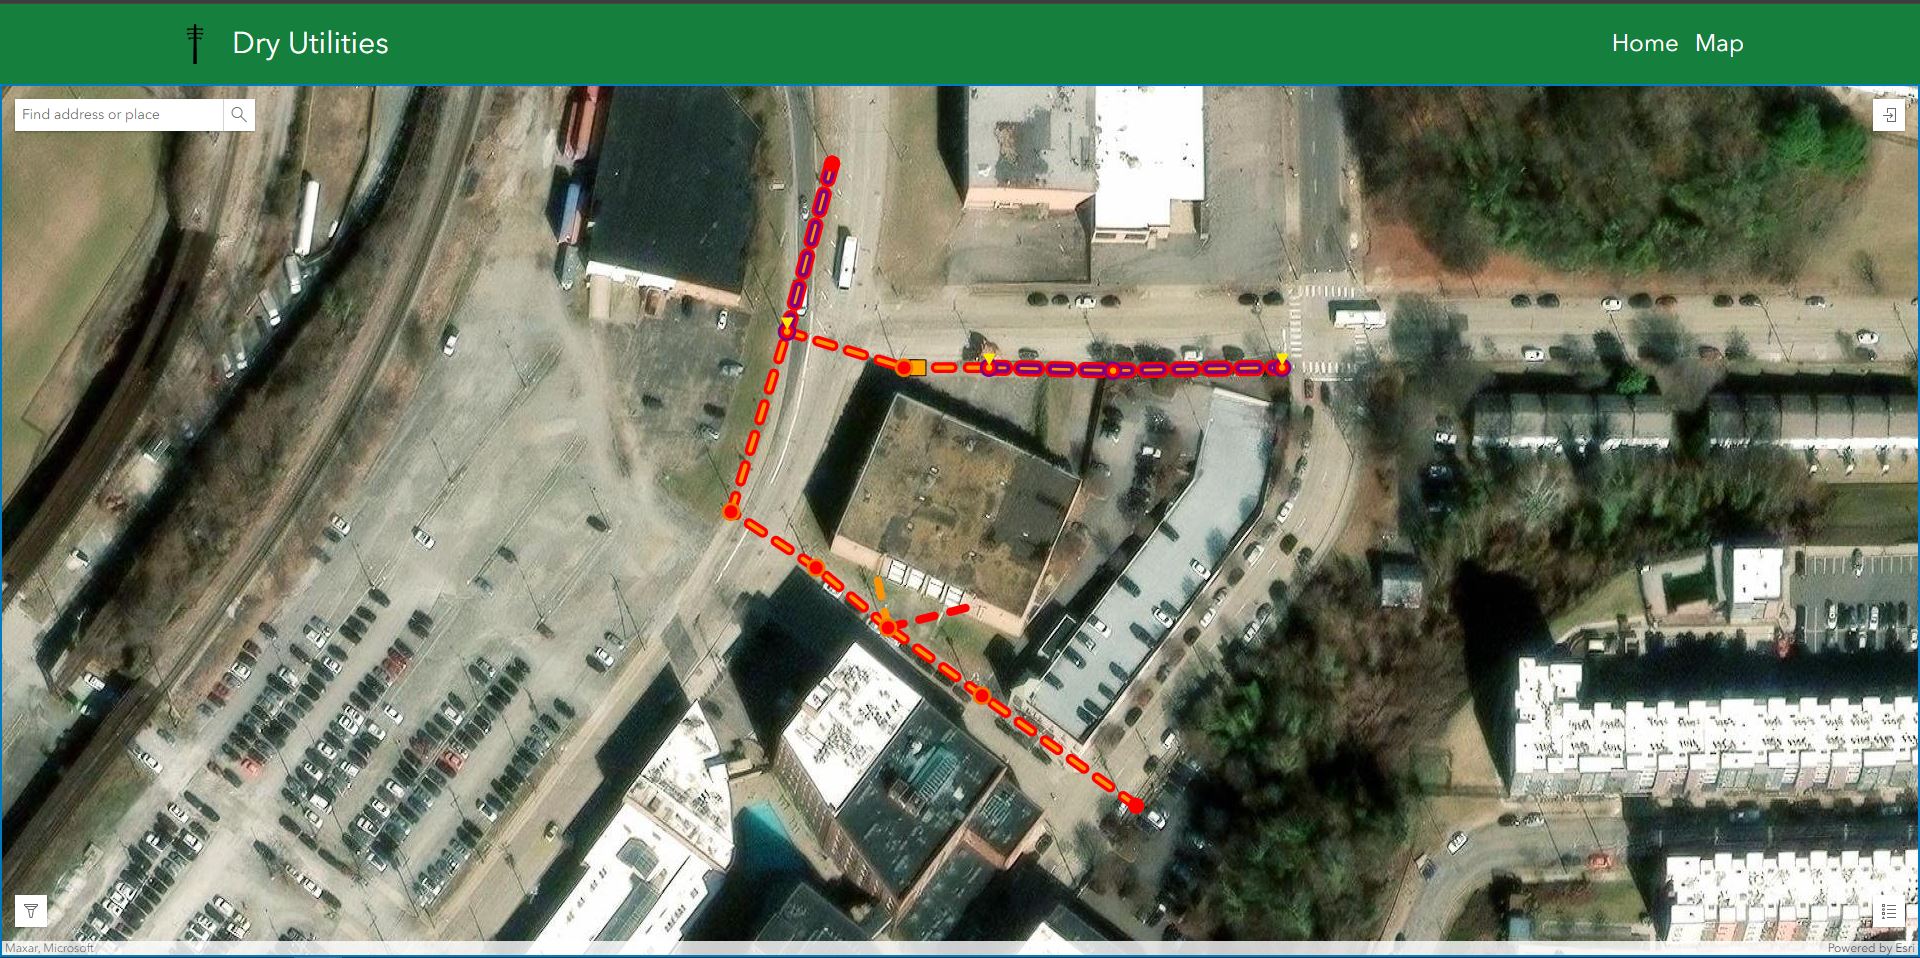 Dry Utilities
Home Map
Find address or place
Maxar, Microsoft
Powered by Esri